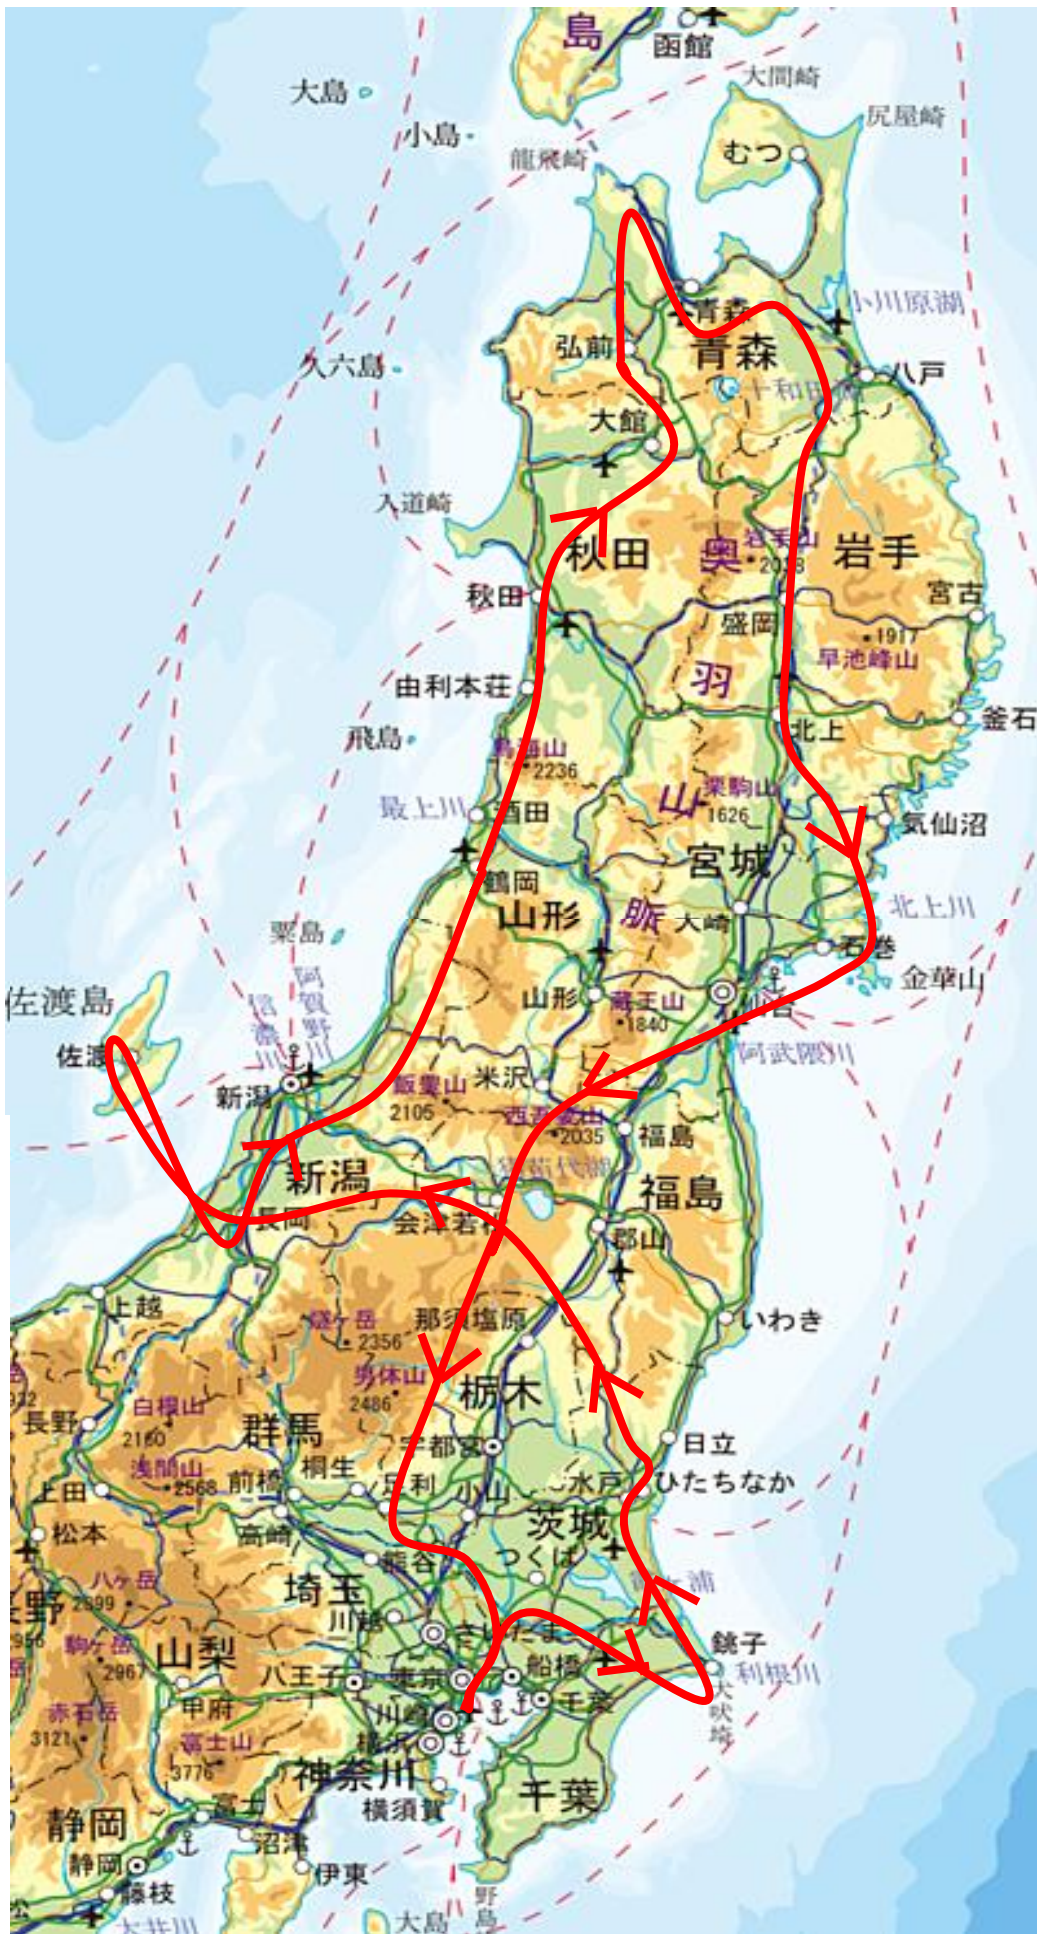 島
函館
大間崎
大島
尻屋崎
小島
龍飛崎
むつ
小川原湖
青森
弘前
青森
久六島
八戸
大館
入道崎
秋田
奥
岩手山
岩手
2038
秋田
宮古
盛岡
1917
早池峰山
由利本荘
羽
釜石
北上
飛島
鳥海山
2236
栗駒山
1626
山
最上川
酒田
気仙沼
宮城
鶴岡
山形
脈
大崎
北上川
粟島
石巻
阿賀野川
信濃川
金華山
佐渡島
山形
蔵王山
1840
仙台
佐渡
阿武隈川
新潟
飯豊山
2105
米沢
西吾妻山
2035
福島
新潟
福島
長岡
会津若松
郡山
上越
燧ヶ岳
2356
那須塩原
いわき
男体山
2486
栃木
白根山
2160
長野
群馬
宇都宮
日立
浅間山
2568
前橋
桐生
足利
小山
水戸
ひたちなか
上田
茨城
松本
高崎
熊谷
つくば
八ヶ岳
2899
埼玉
霞ヶ浦
川越
さいたま
駒ヶ岳
2967
山梨
銚子
利根川
八王子
東京
船橋
犬吠埼
甲府
川崎
千葉
赤石岳
3121
富士山
3776
横浜
神奈川
横須賀
千葉
静岡
富士
沼津
静岡
伊東
藤枝
大井川
大島
野島